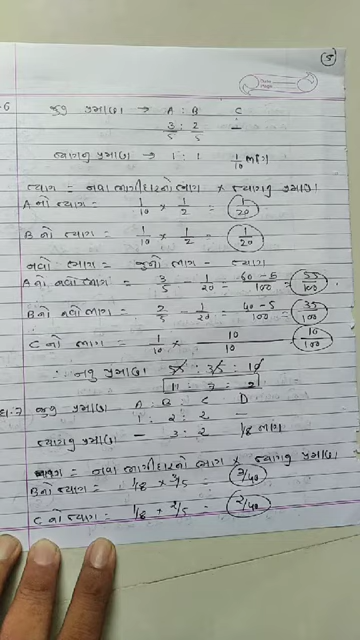 (5)
જુનુ પ્રમાણ → A : B C
3/5 : 2/5 -
ત્યાગનુ પ્રમાણ → 1 : 1 1/10 ભાગ
ત્યાગ = નવા ભાગીદારનો ભાગ × ત્યાગનુ પ્રમાણ
A નો ત્યાગ = 1/10 × 1/2 = 1/20
B નો ત્યાગ = 1/10 × 1/2 = 1/20
નવો ભાગ = જુનો ભાગ - ત્યાગ
A નો નવો ભાગ = 3/5 - 1/20 = 60 - 5/100 = 55/100
B નો નવો ભાગ = 2/5 - 1/20 = 40 - 5/100 = 35/100
C નો ભાગ = 1/10 × 10/10 10/100
∴ નવુ પ્રમાણ 55 : 35 : 10
11 : 7 : 2
દા.7 જુનુ પ્રમાણ A : B : C D
1 : 2 : 2
ત્યાગનુ પ્રમાણ - 3 : 2 1/8 ભાગ
ત્યાગ = નવા ભાગીદારનો ભાગ × ત્યાગનુ પ્રમાણ
B નો ત્યાગ = 1/8 × 3/5 = 3/40
C નો ત્યાગ = 1/8 × 2/5 = 2/40